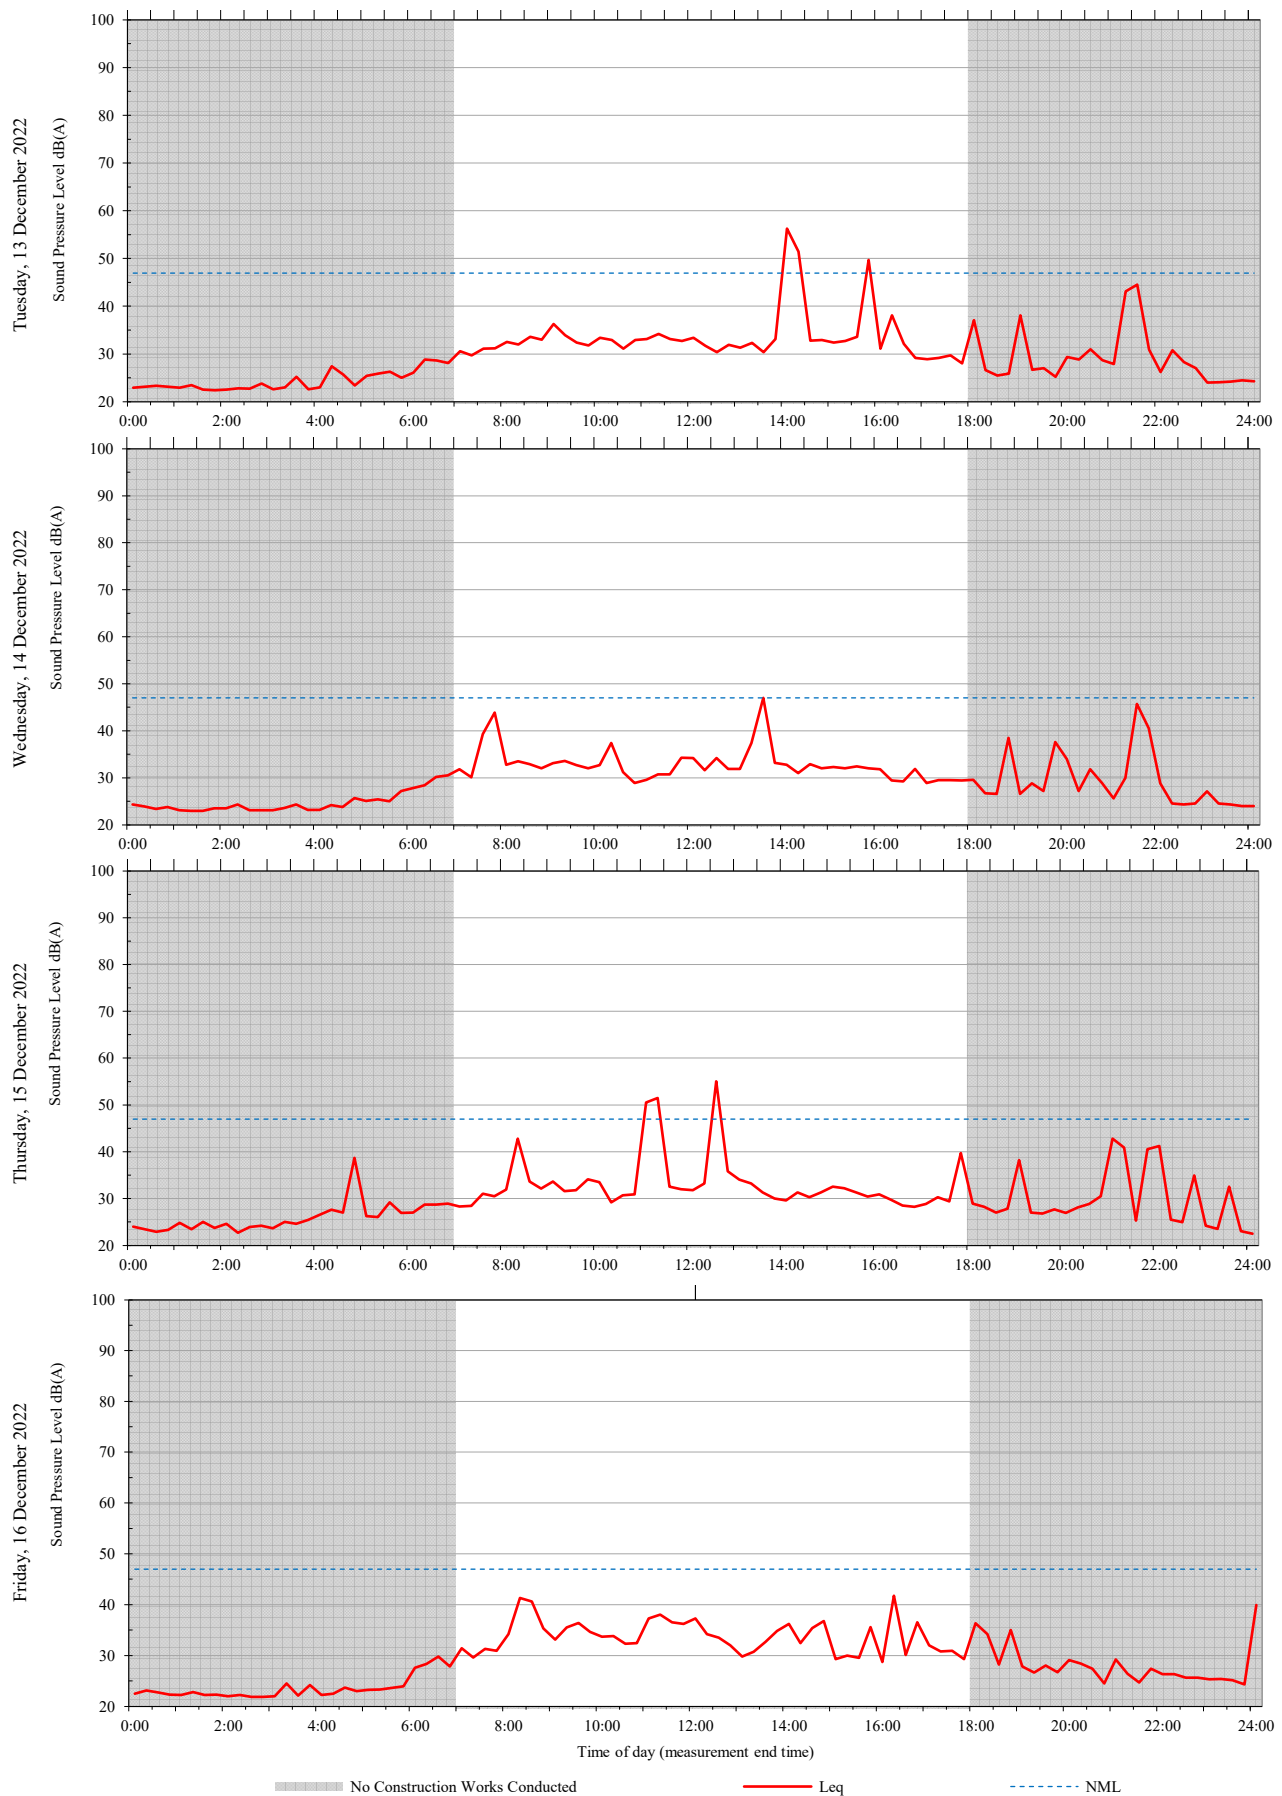 Tuesday, 13 December 2022
Sound Pressure Level dB(A)
100
90
80
70
60
50
40
30
20
0:00 2:00 4:00 6:00 8:00 10:00 12:00 14:00 16:00 18:00 20:00 22:00 24:00
Wednesday, 14 December 2022
Sound Pressure Level dB(A)
100
90
80
70
60
50
40
30
20
0:00 2:00 4:00 6:00 8:00 10:00 12:00 14:00 16:00 18:00 20:00 22:00 24:00
Thursday, 15 December 2022
Sound Pressure Level dB(A)
100
90
80
70
60
50
40
30
20
0:00 2:00 4:00 6:00 8:00 10:00 12:00 14:00 16:00 18:00 20:00 22:00 24:00
Friday, 16 December 2022
Sound Pressure Level dB(A)
100
90
80
70
60
50
40
30
20
0:00 2:00 4:00 6:00 8:00 10:00 12:00 14:00 16:00 18:00 20:00 22:00 24:00
Time of day (measurement end time)
No Construction Works Conducted Leq NML